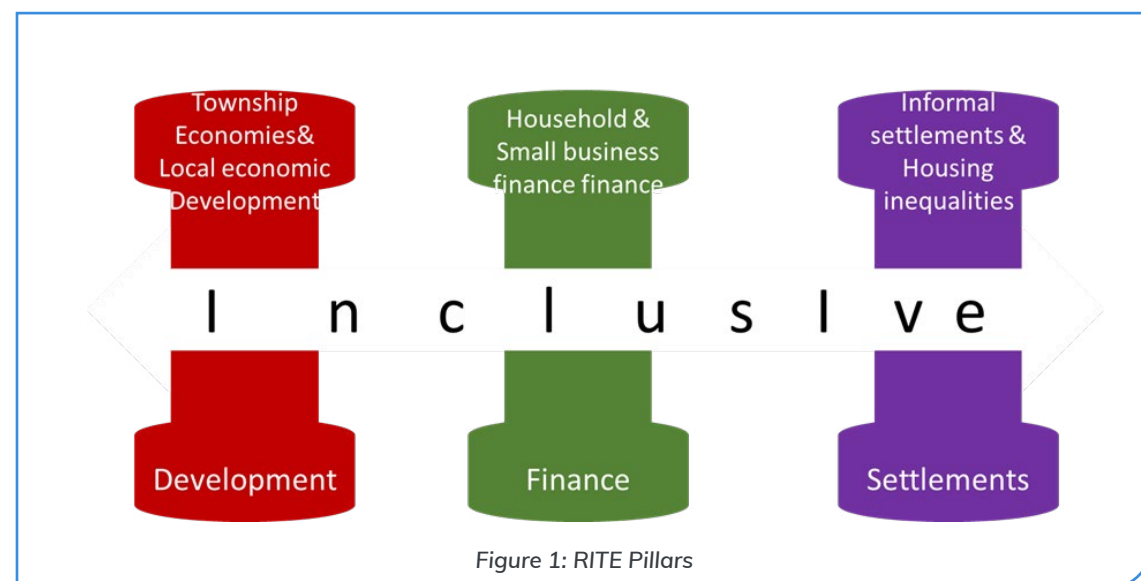 Township
Economies&
Local economic
Development
Household &
Small business
finance finance
Informal
settlements &
Housing
inequalities
I n c l u s I v e
Development
Finance
Settlements
Figure 1: RITE Pillars